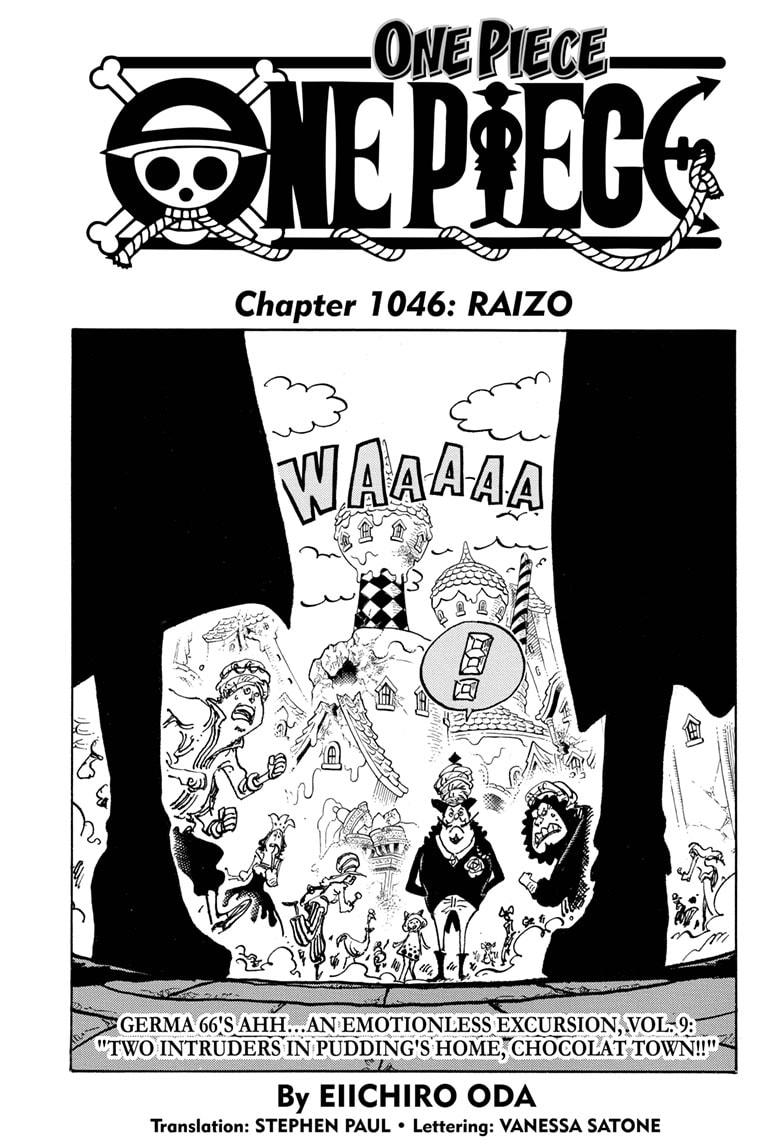 ONE PIECE
ONE PIECE
Chapter 1046: RAIZO
WAAAAAA
!
GERMA 66'S AHH...AN EMOTIONLESS EXCURSION, VOL. 9:
"TWO INTRUDERS IN PUDDING'S HOME, CHOCOLAT TOWN!!"
By EIICHIRO ODA
Translation: STEPHEN PAUL • Lettering: VANESSA SATONE